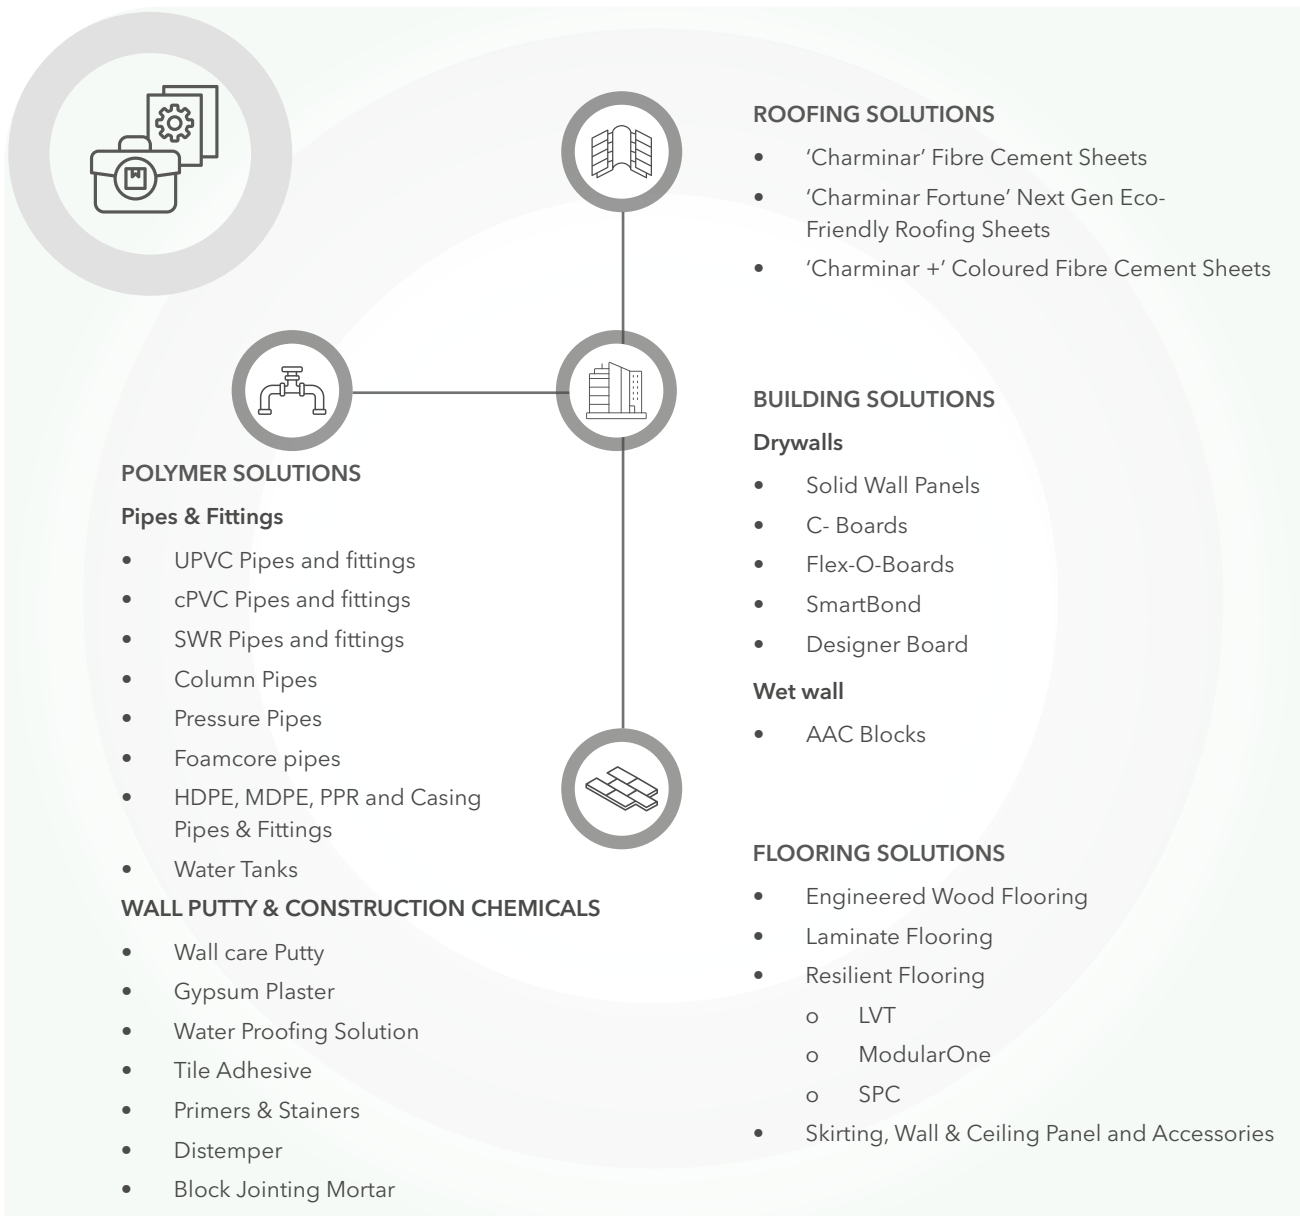 ROOFING SOLUTIONS
• ‘Charminar’ Fibre Cement Sheets
• ‘Charminar Fortune’ Next Gen Eco-
Friendly Roofing Sheets
• ‘Charminar +’ Coloured Fibre Cement Sheets
BUILDING SOLUTIONS
Drywalls
• Solid Wall Panels
• C- Boards
• Flex-O-Boards
• SmartBond
• Designer Board
Wet wall
• AAC Blocks
POLYMER SOLUTIONS
Pipes & Fittings
• UPVC Pipes and fittings
• cPVC Pipes and fittings
• SWR Pipes and fittings
• Column Pipes
• Pressure Pipes
• Foamcore pipes
• HDPE, MDPE, PPR and Casing
Pipes & Fittings
• Water Tanks
WALL PUTTY & CONSTRUCTION CHEMICALS
• Wall care Putty
• Gypsum Plaster
• Water Proofing Solution
• Tile Adhesive
• Primers & Stainers
• Distemper
• Block Jointing Mortar
FLOORING SOLUTIONS
• Engineered Wood Flooring
• Laminate Flooring
• Resilient Flooring
o LVT
o ModularOne
o SPC
• Skirting, Wall & Ceiling Panel and Accessories